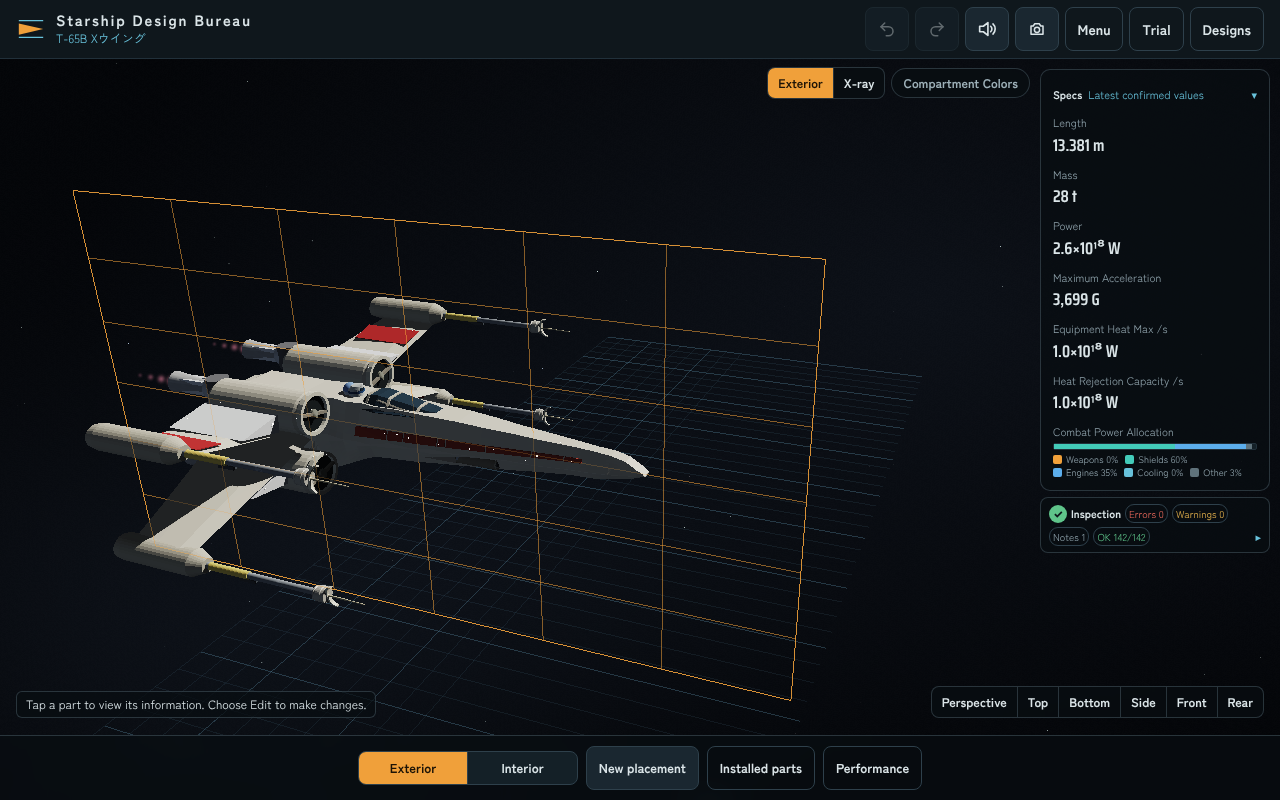 Starship Design Bureau
T-65B Xウイング
Menu
Trial
Designs
Exterior
X-ray
Compartment Colors
Specs Latest confirmed values
Length
13.381 m
Mass
28 t
Power
2.6×10¹⁸ W
Maximum Acceleration
3,699 G
Equipment Heat Max /s
1.0×10¹⁸ W
Heat Rejection Capacity /s
1.0×10¹⁸ W
Combat Power Allocation
Weapons 0% Shields 60%
Engines 35% Cooling 0% Other 3%
Inspection Errors 0 Warnings 0
Notes 1 OK 142/142
Tap a part to view its information. Choose Edit to make changes.
Perspective
Top
Bottom
Side
Front
Rear
Exterior
Interior
New placement
Installed parts
Performance